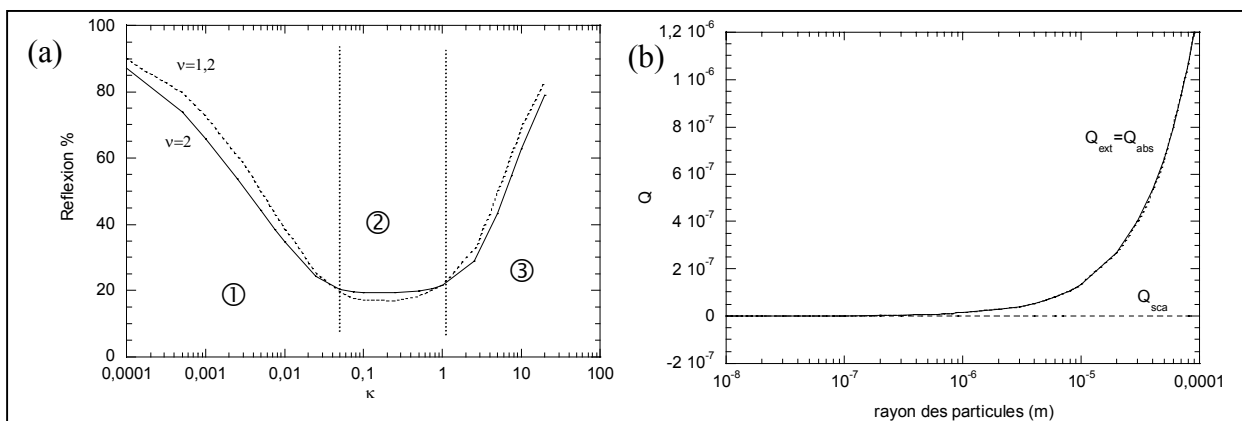 (a)
100
80
60
40
20
0
Reflexion %
ν=1,2
ν=2
①
②
③
0,0001
0,001
0,01
0,1
1
10
100
κ
(b)
1,2 10⁻⁶
1 10⁻⁶
8 10⁻⁷
6 10⁻⁷
4 10⁻⁷
2 10⁻⁷
0
-2 10⁻⁷
Q
Q_ext=Q_abs
Q_sca
10⁻⁸
10⁻⁷
10⁻⁶
10⁻⁵
0,0001
rayon des particules (m)